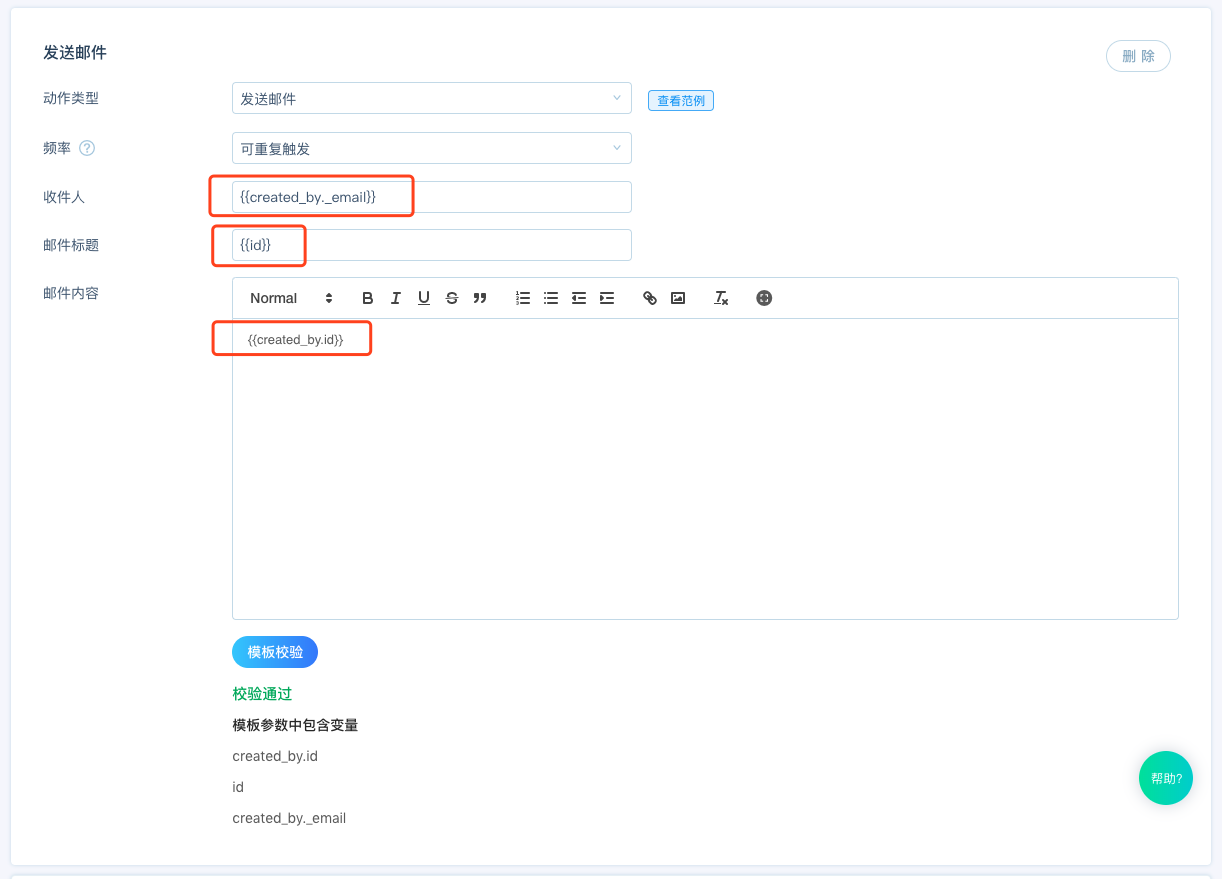 发送邮件
删 除
动作类型
发送邮件
查看范例
频率 ?
可重复触发
收件人
{{created_by._email}}
邮件标题
{{id}}
邮件内容
Normal B I U S
{{created_by.id}}
模板校验
校验通过
模板参数中包含变量
created_by.id
id
created_by._email
帮助?